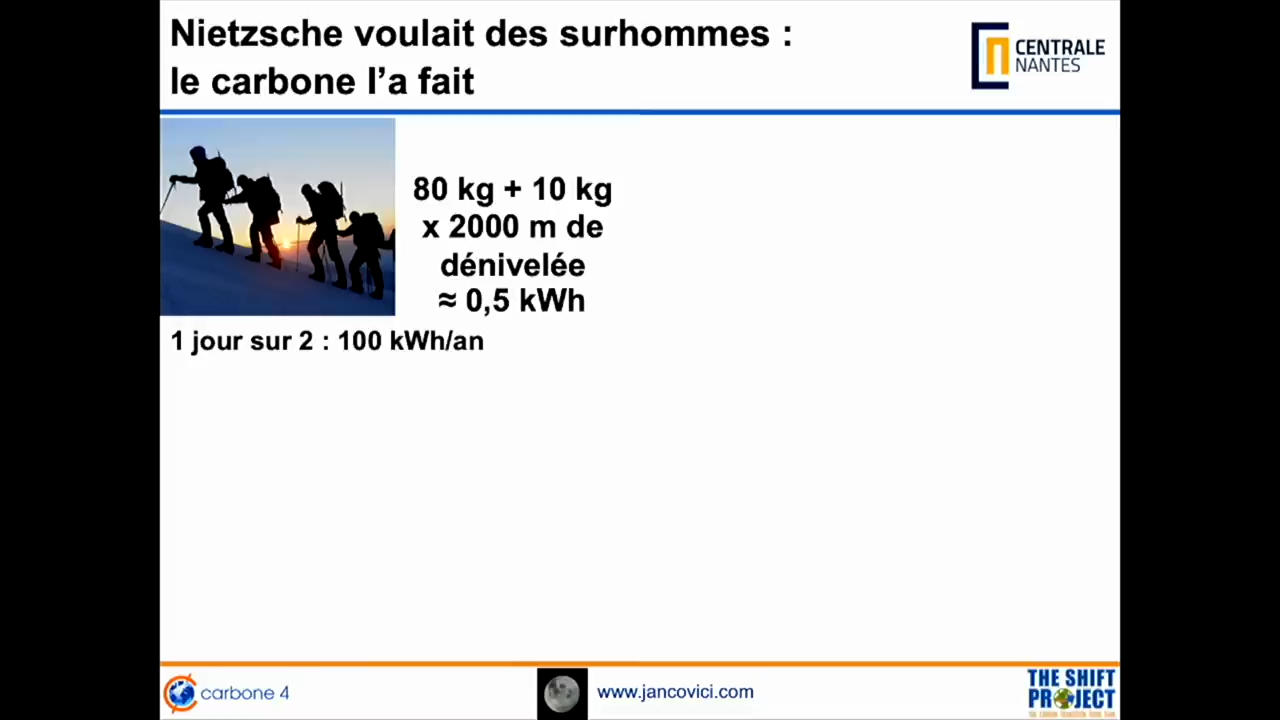 Nietzsche voulait des surhommes :
le carbone l’a fait
CENTRALE
NANTES
80 kg + 10 kg
x 2000 m de
dénivelée
≈ 0,5 kWh
1 jour sur 2 : 100 kWh/an
carbone 4
www.jancovici.com
THE SHIFT
PROJECT